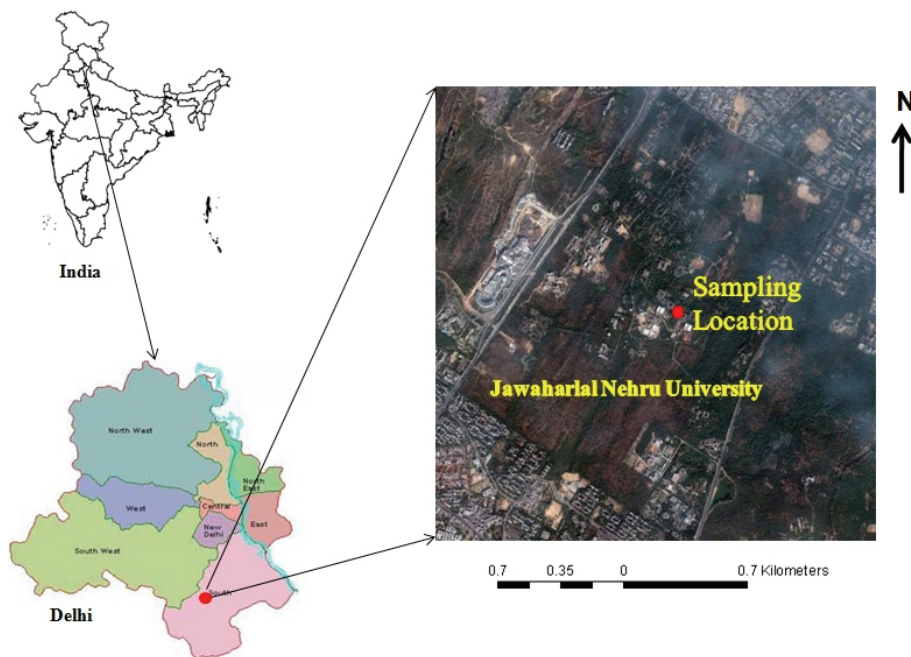 India
N
Sampling
Location
Jawaharlal Nehru University
North West
North
North
East
West
Central
New
Delhi
East
South West
South
Delhi
0.7 0.35 0 0.7 Kilometers